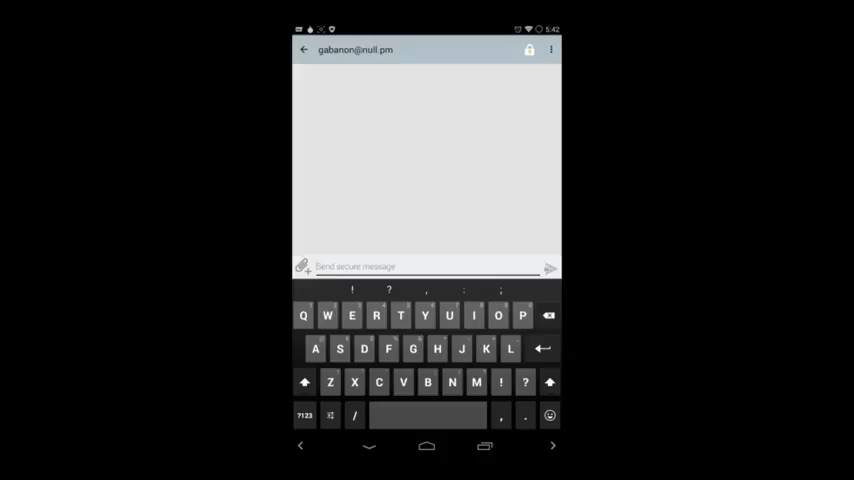 5:42
gabanon@null.pm
Send secure message
! ? , : ;
Q W E R T Y U I O P
A S D F G H J K L
Z X C V B N M ! ?
?123 / , .